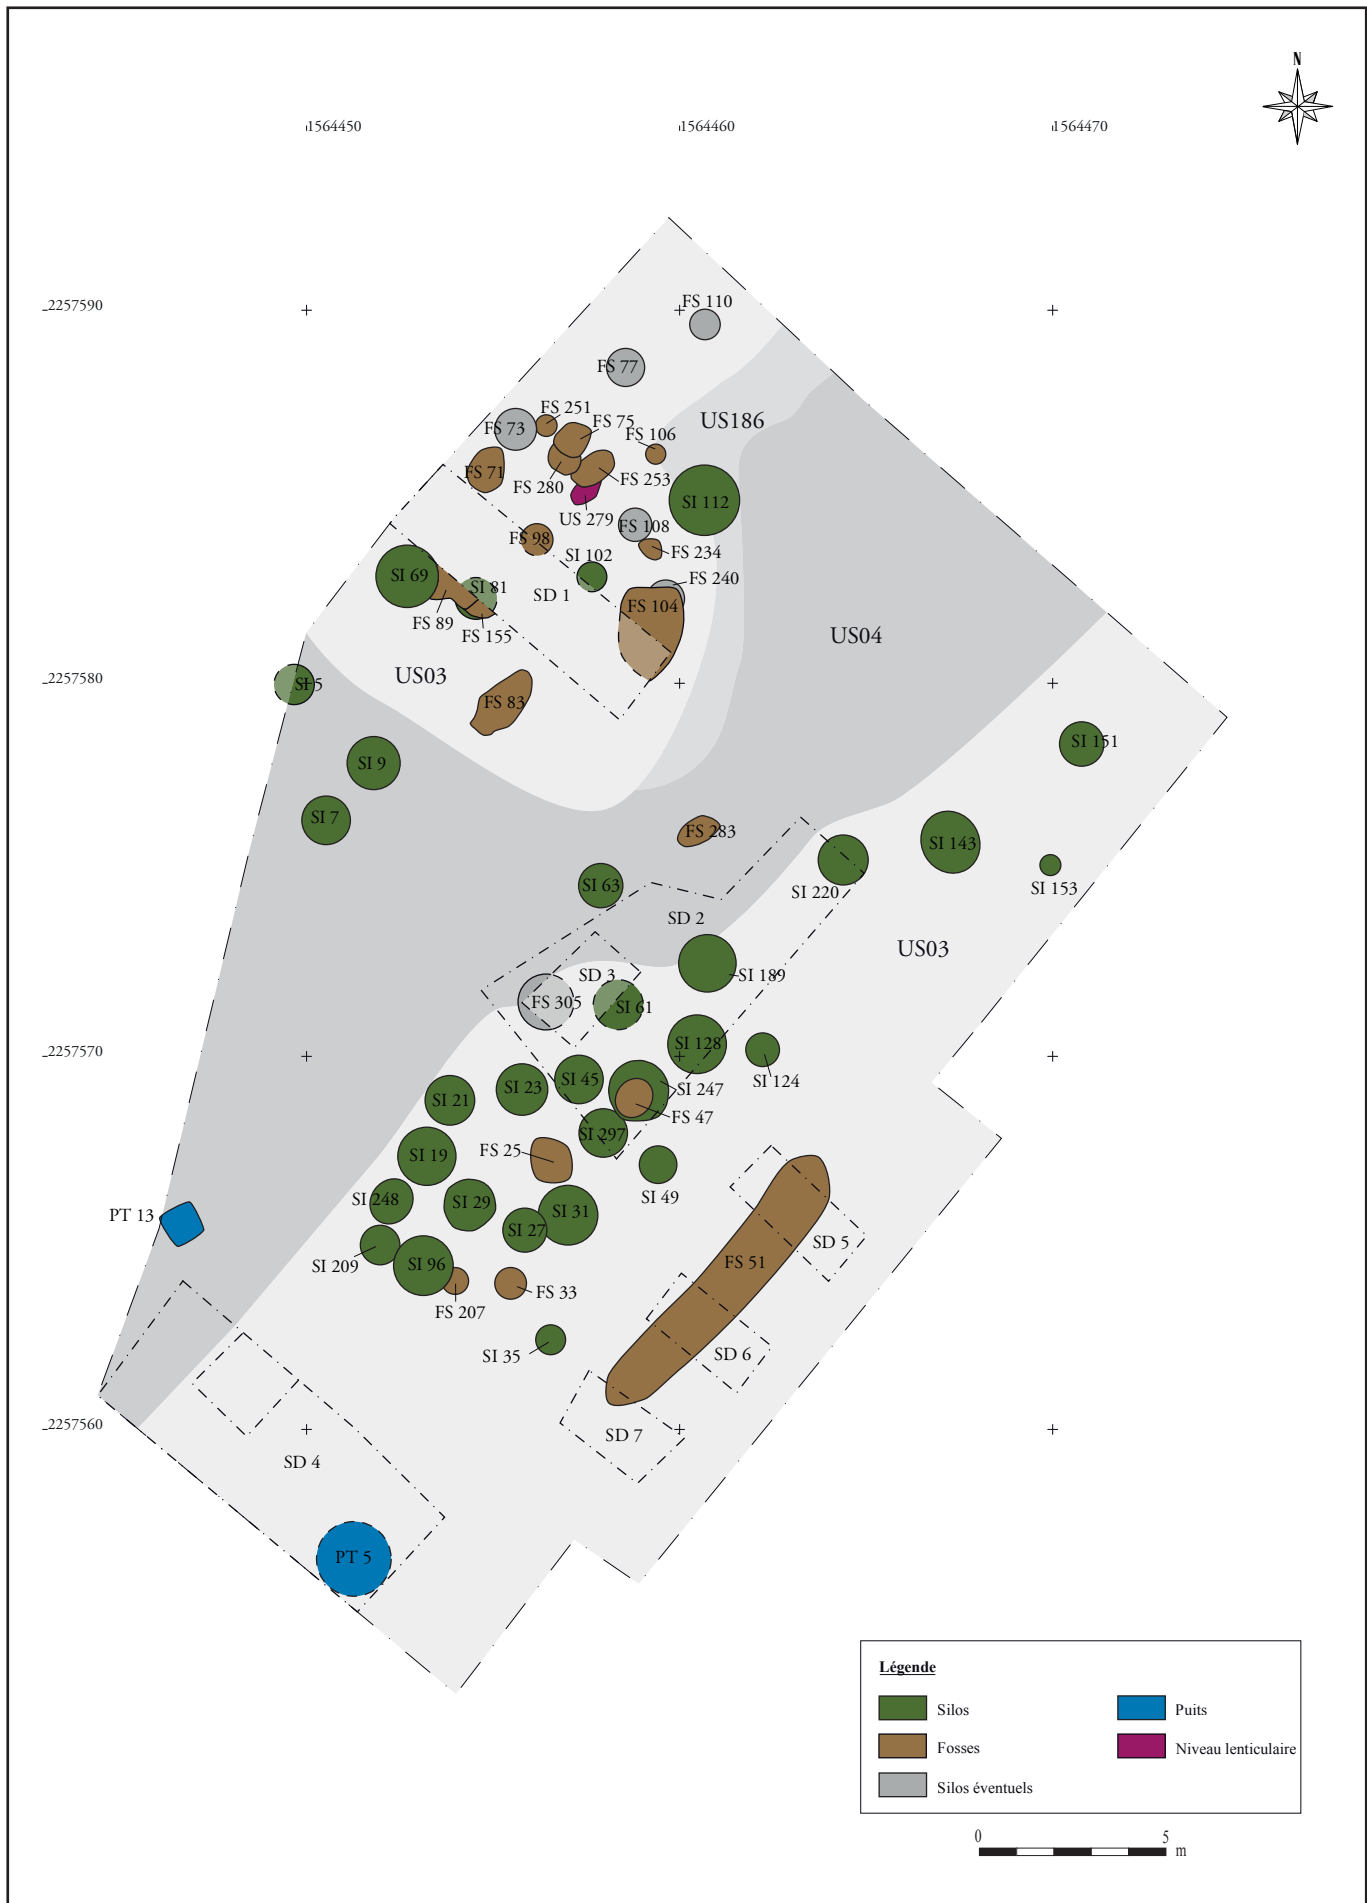 N
1564450
1564460
1564470
2257590
FS 110
FS 77
FS 251
FS 73
FS 75
US186
FS 106
FS 71
FS 280
FS 253
SI 112
US 279
FS 108
FS 98
FS 234
SI 102
SI 69
SI 81
FS 240
SD 1
FS 104
FS 89
FS 155
US04
US03
2257580
SI 5
FS 83
SI 151
SI 9
SI 7
FS 283
SI 143
SI 63
SI 220
SI 153
SD 2
US03
SD 3
SI 189
FS 305
SI 61
2257570
SI 128
SI 124
SI 23
SI 45
SI 247
SI 21
FS 47
SI 297
FS 25
SI 19
SI 49
SI 248
SI 29
PT 13
SI 31
SI 27
SD 5
FS 51
SI 209
SI 96
FS 207
FS 33
SI 35
SD 6
2257560
SD 7
SD 4
PT 5
Légende
Silos
Puits
Fosses
Niveau lenticulaire
Silos éventuels
0 5
m